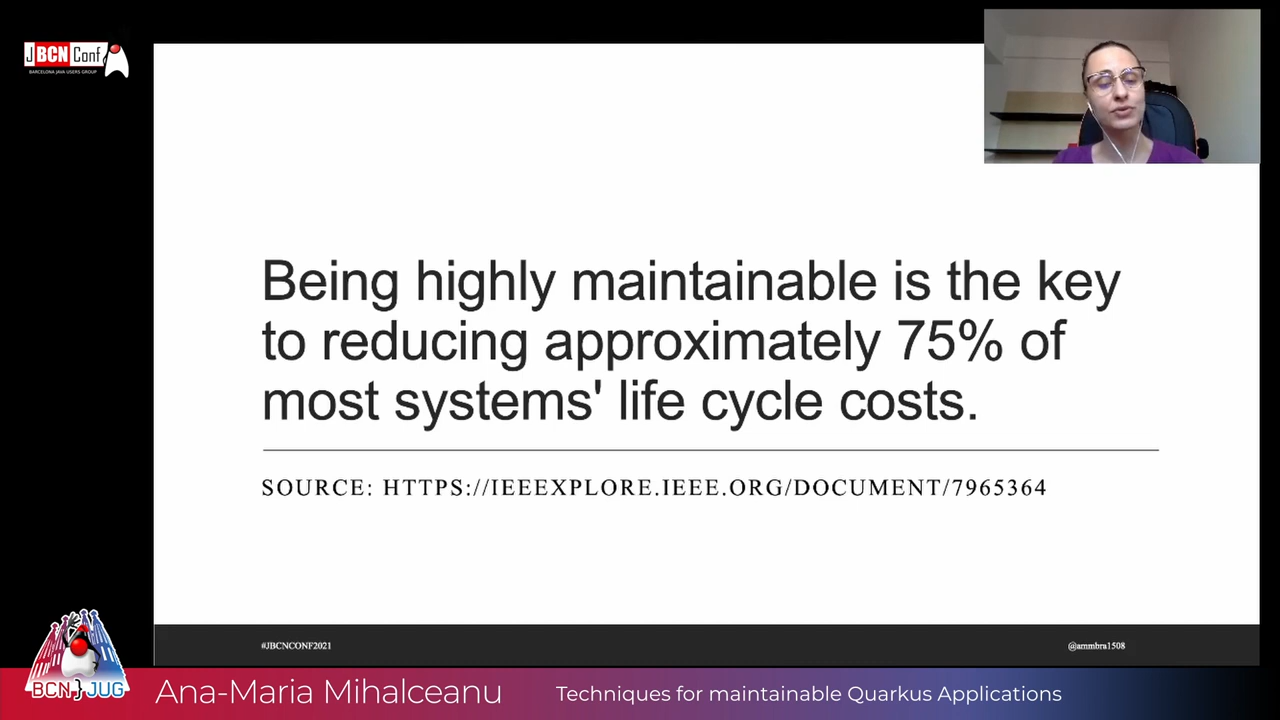 JBCNConf
BARCELONA JAVA USERS GROUP
Being highly maintainable is the key
to reducing approximately 75% of
most systems' life cycle costs.
SOURCE: HTTPS://IEEEXPLORE.IEEE.ORG/DOCUMENT/7965364
#JBCNCONF2021
@ammbra1508
BCN JUG
Ana-Maria Mihalceanu
Techniques for maintainable Quarkus Applications